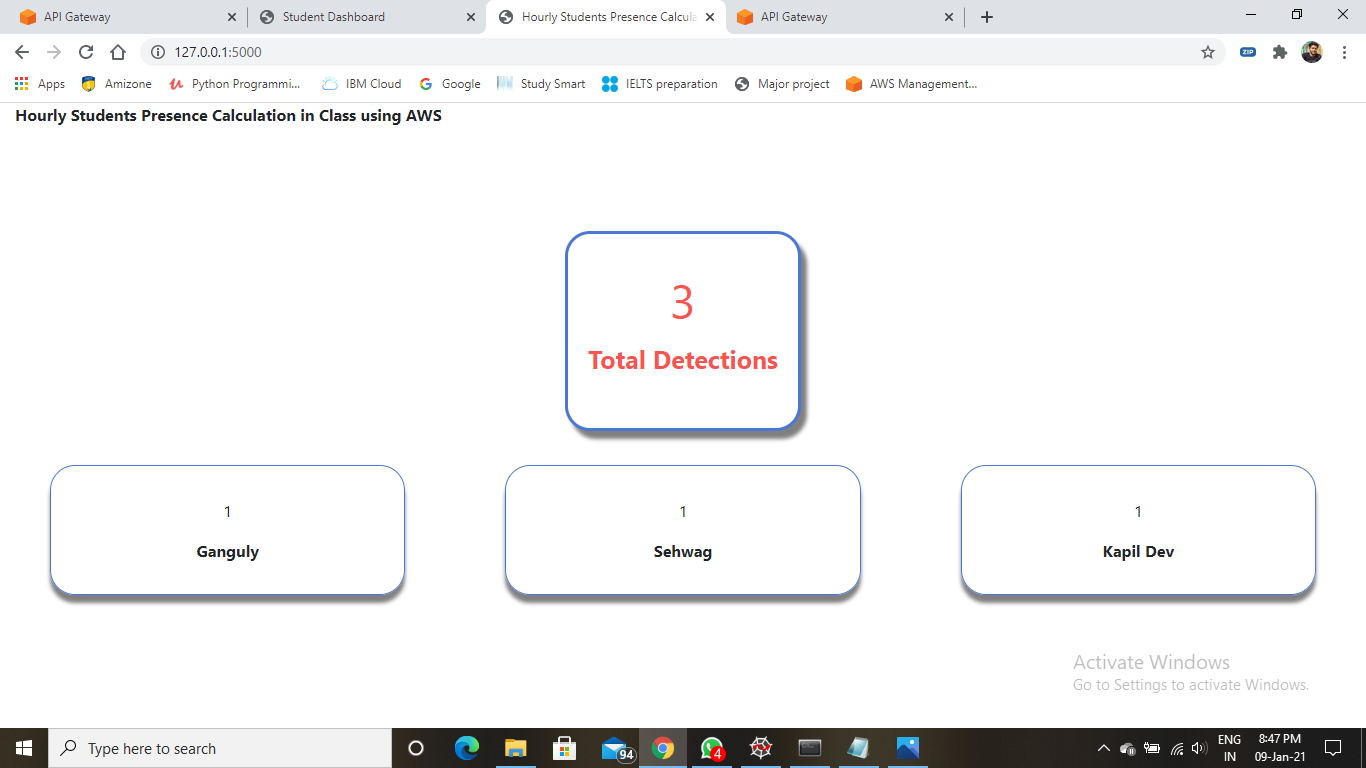 API Gateway
Student Dashboard
Hourly Students Presence Calcula
API Gateway
127.0.0.1:5000
ZIP
Apps
Amizone
Python Programmi...
IBM Cloud
Google
Study Smart
IELTS preparation
Major project
AWS Management...
Hourly Students Presence Calculation in Class using AWS
3
Total Detections
1
1
1
Ganguly
Sehwag
Kapil Dev
Activate Windows
Go to Settings to activate Windows.
Type here to search
94
4
ENG
IN
8:47 PM
09-Jan-21